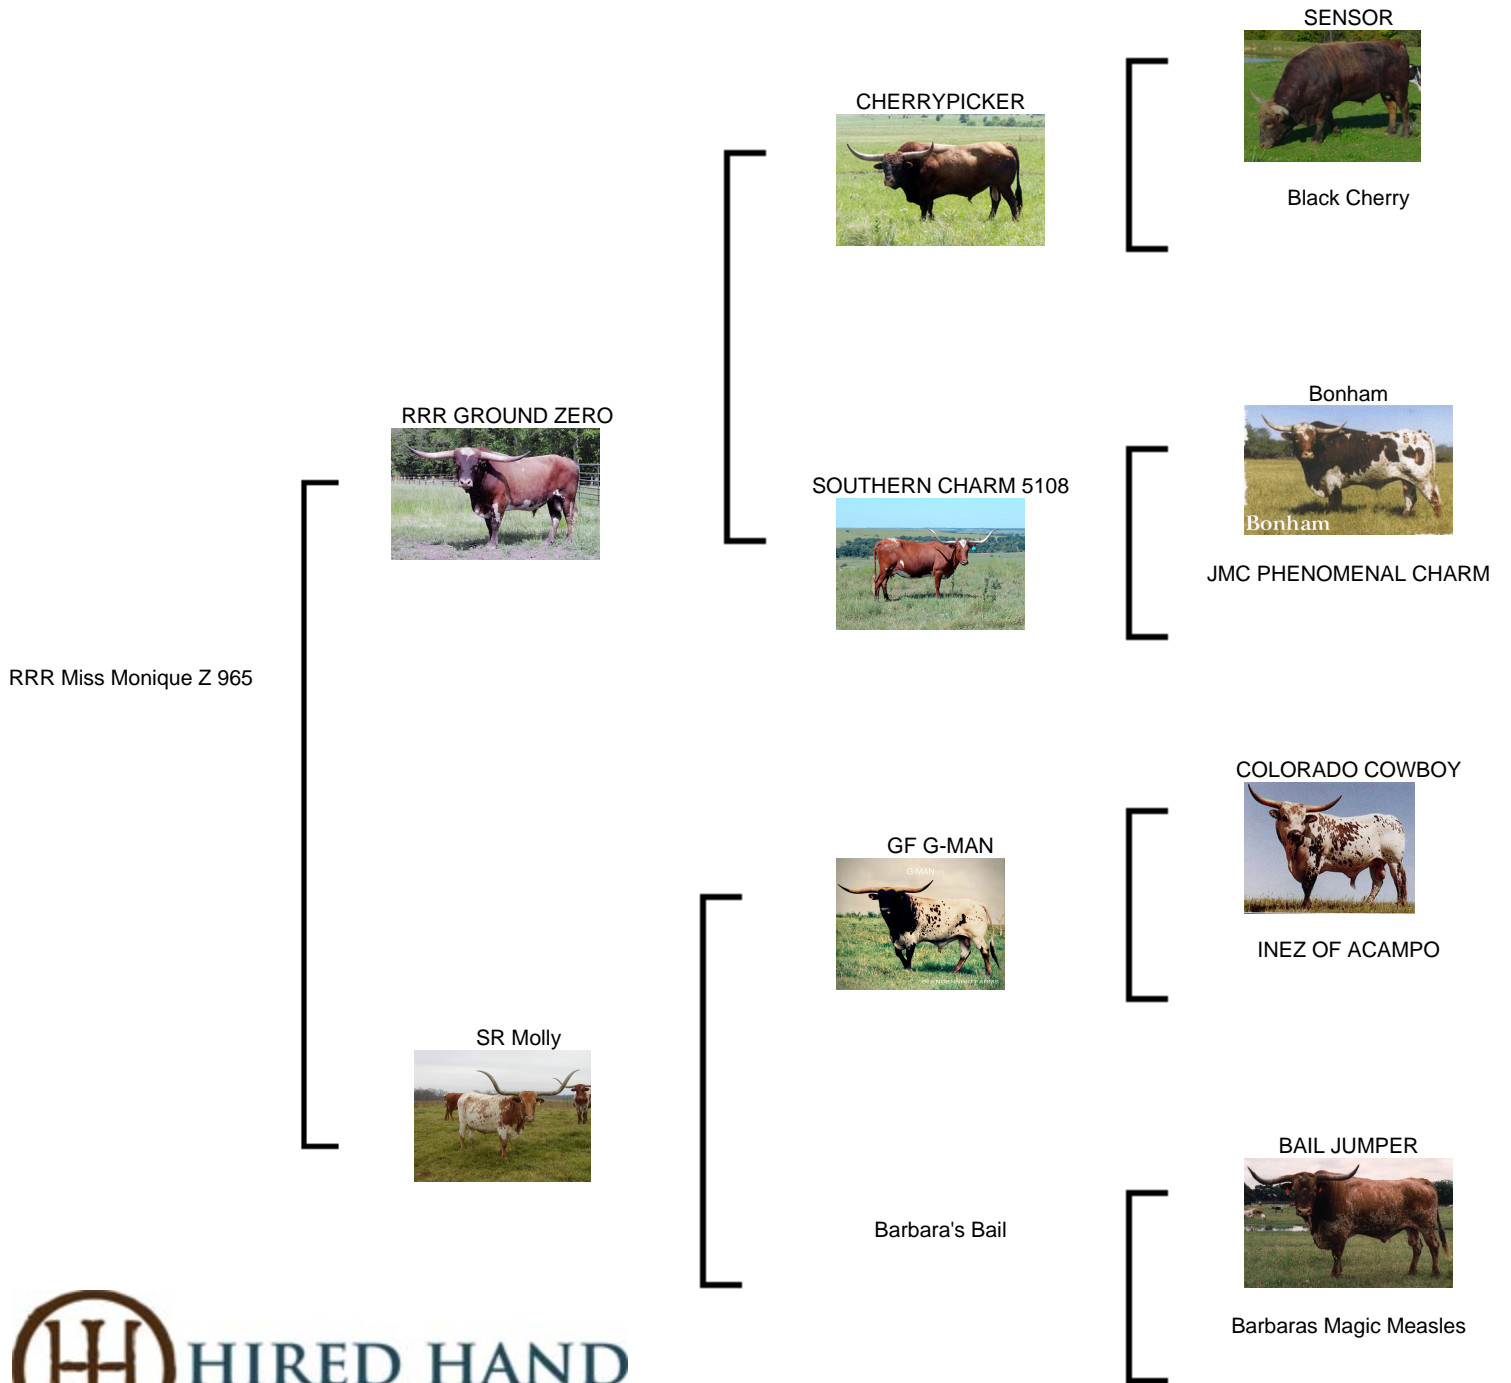 SENSOR
CHERRYPICKER
Black Cherry
Bonham
RRR GROUND ZERO
SOUTHERN CHARM 5108
Bonham
JMC PHENOMENAL CHARM
RRR Miss Monique Z 965
COLORADO COWBOY
GF G-MAN
G-MAN
INEZ OF ACAMPO
SR Molly
BAIL JUMPER
Barbara's Bail
Barbaras Magic Measles
HIRED HAND